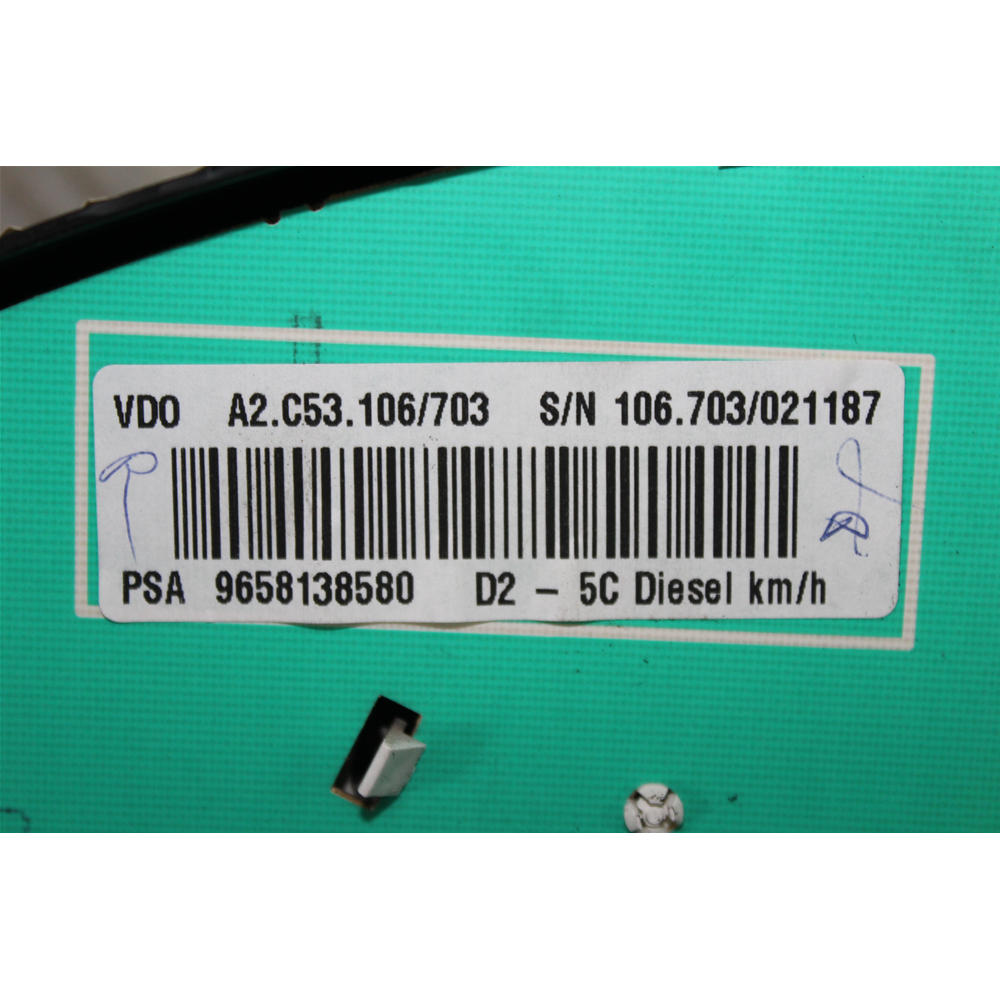 VDO A2.C53.106/703 S/N 106.703/021187
PSA 9658138580 D2 - 5C Diesel km/h